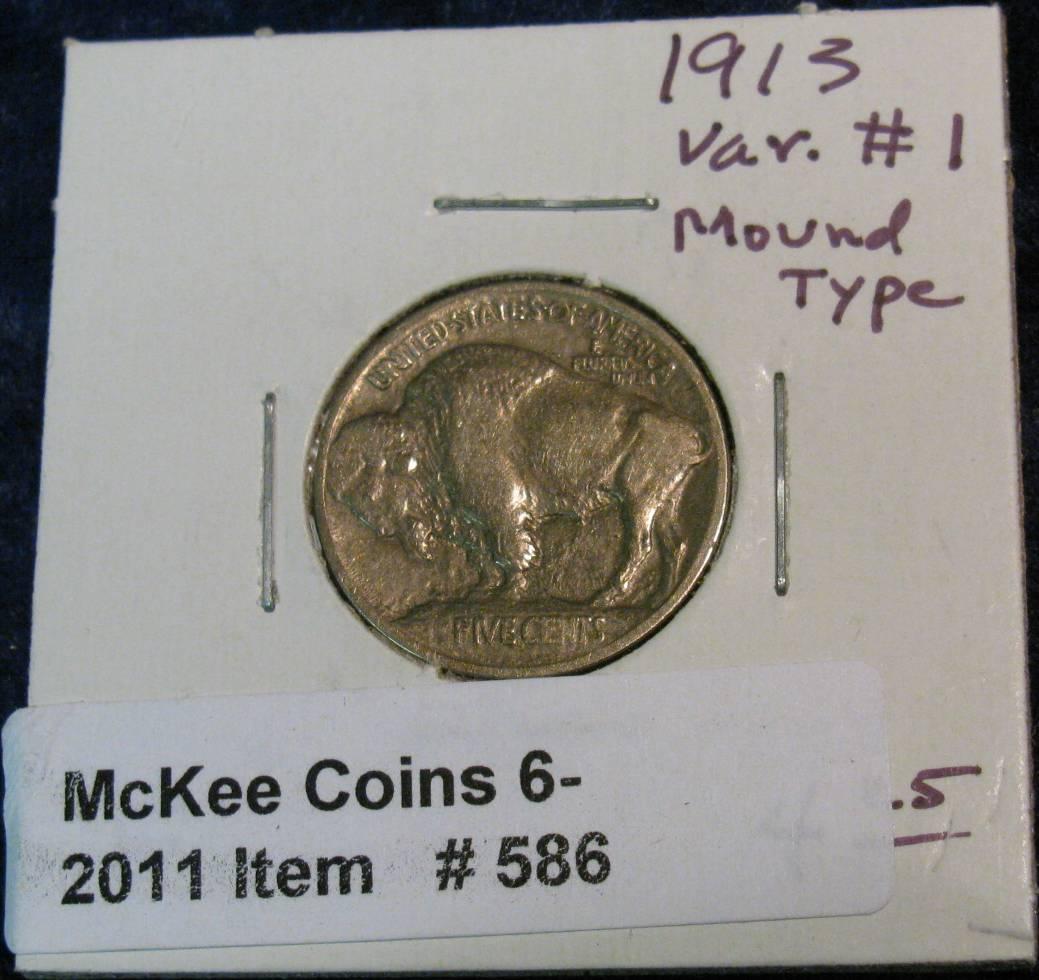 1913
Var. #1
Mound
Type
UNITED STATES OF AMERICA
E
PLURIBUS
UNUM
FIVE CENTS
.5
McKee Coins 6-
2011 Item # 586